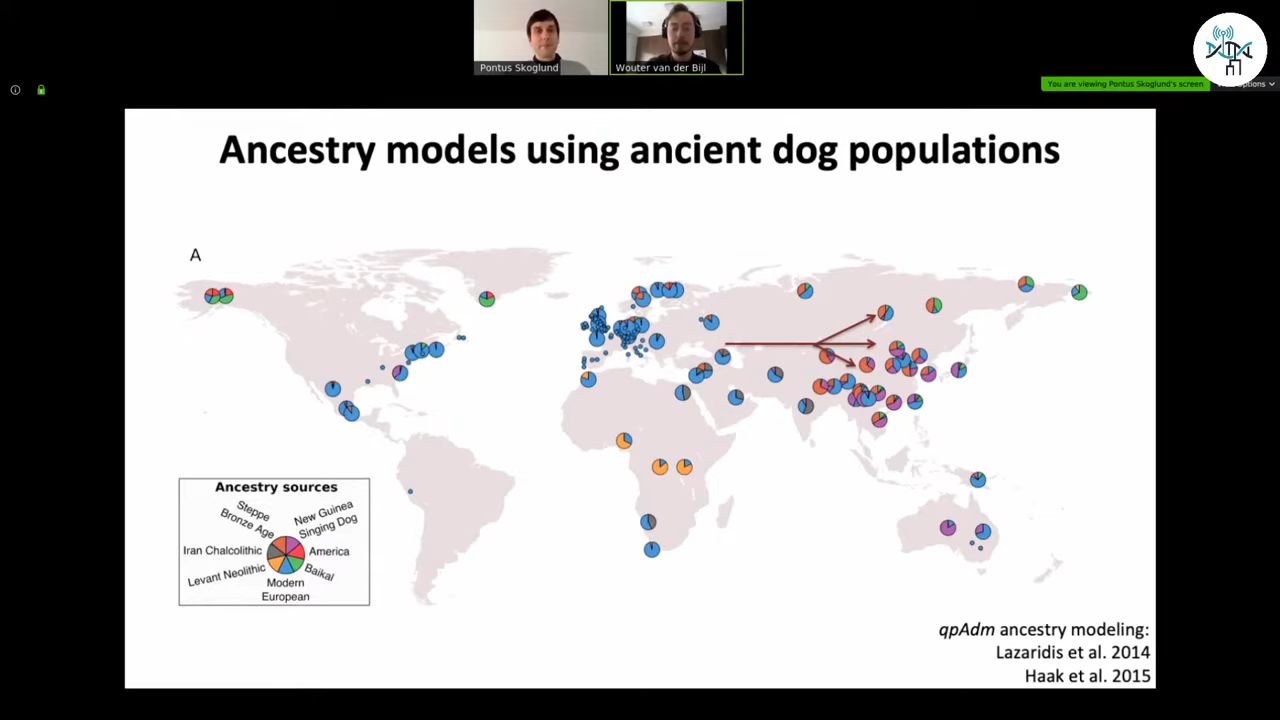 Pontus Skoglund
Wouter van der Bijl
You are viewing Pontus Skoglund's screen
Options
Ancestry models using ancient dog populations
A
Ancestry sources
Steppe
Bronze Age
New Guinea
Singing Dog
Iran Chalcolithic
America
Levant Neolithic
Baikal
Modern
European
qpAdm ancestry modeling:
Lazaridis et al. 2014
Haak et al. 2015